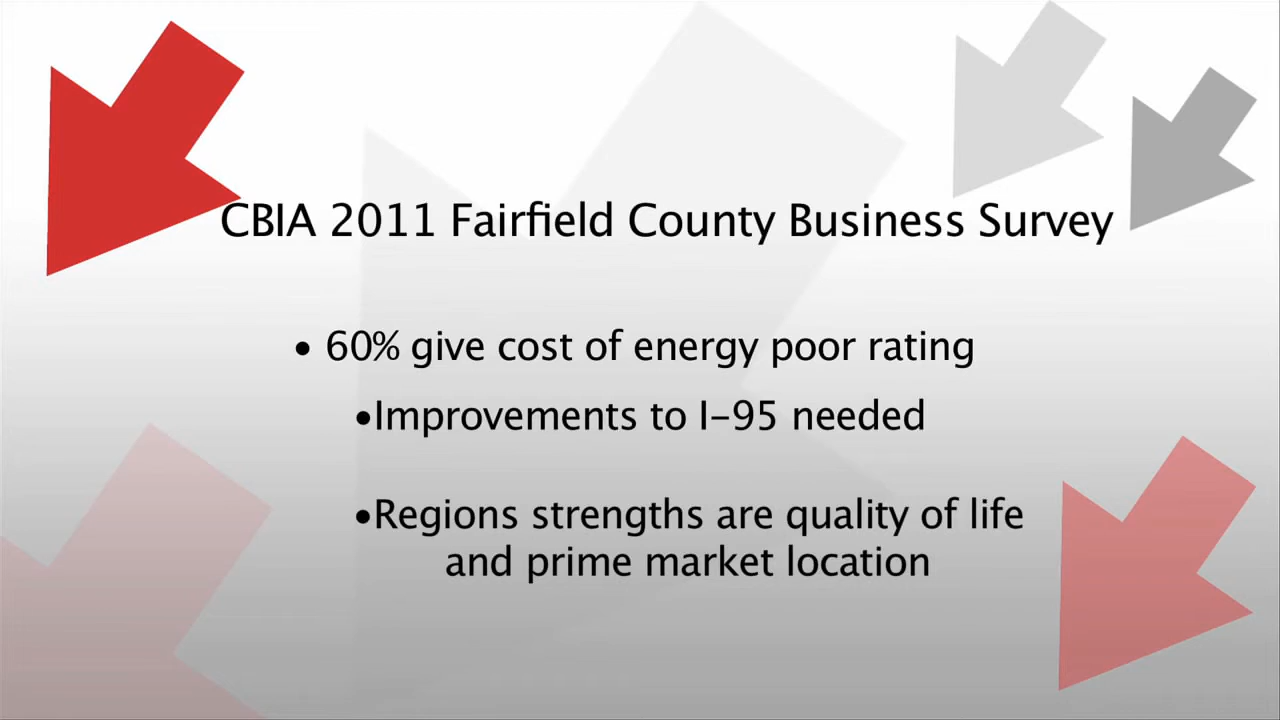 CBIA 2011 Fairfield County Business Survey
• 60% give cost of energy poor rating
•Improvements to I-95 needed
•Regions strengths are quality of life
and prime market location